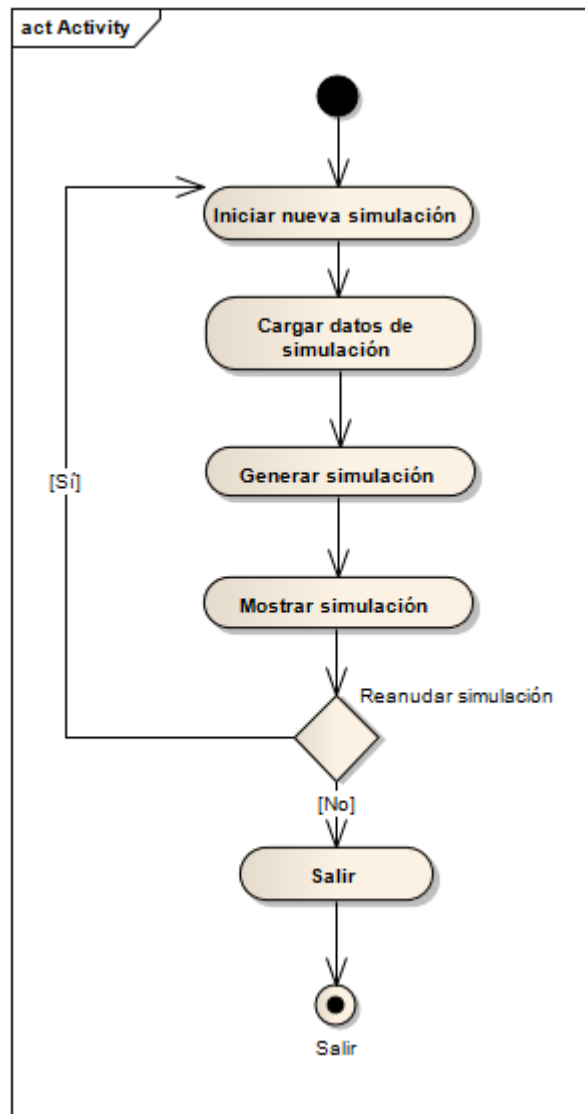 act Activity
Iniciar nueva simulación
Cargar datos de
simulación
[Sí]
Generar simulación
Mostrar simulación
Reanudar simulación
[No]
Salir
Salir